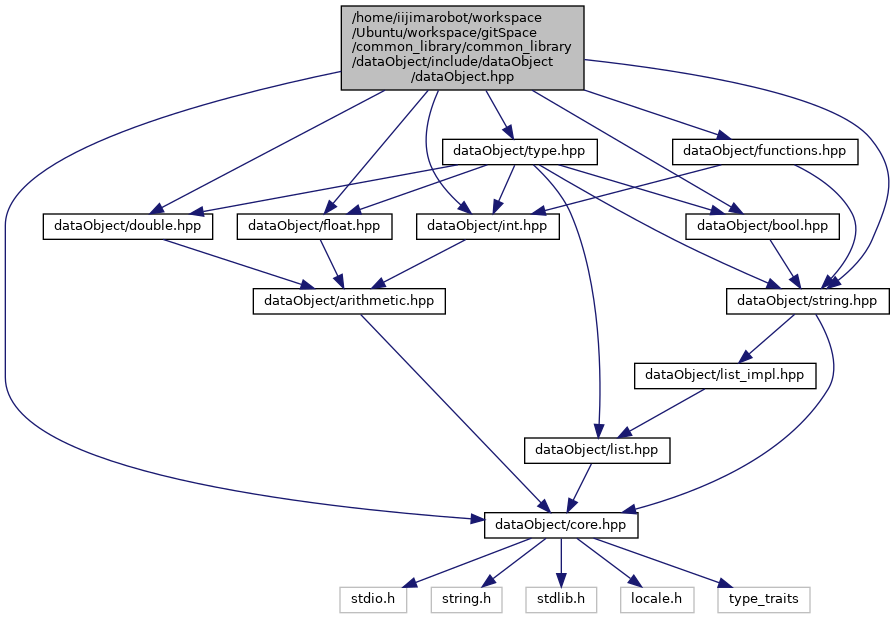 /home/iijimarobot/workspace
/Ubuntu/workspace/gitSpace
/common_library/common_library
/dataObject/include/dataObject
/dataObject.hpp
dataObject/type.hpp
dataObject/functions.hpp
dataObject/double.hpp
dataObject/float.hpp
dataObject/int.hpp
dataObject/bool.hpp
dataObject/arithmetic.hpp
dataObject/string.hpp
dataObject/list_impl.hpp
dataObject/list.hpp
dataObject/core.hpp
stdio.h
string.h
stdlib.h
locale.h
type_traits